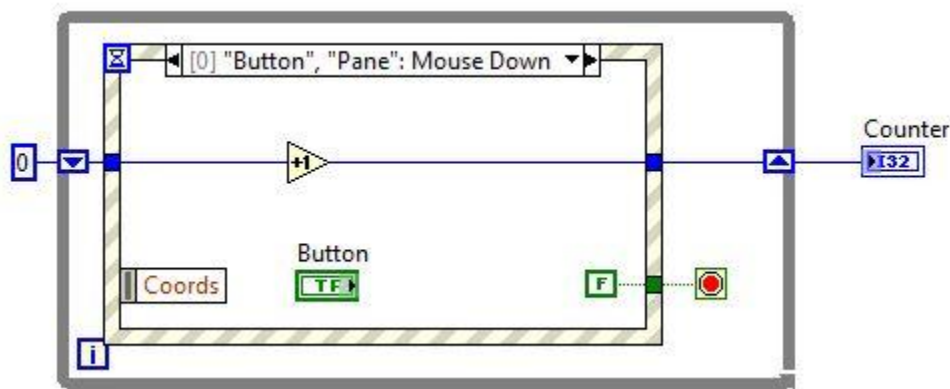 [0] "Button", "Pane": Mouse Down
Counter
0
+1
I32
Button
Coords
TF
F
i